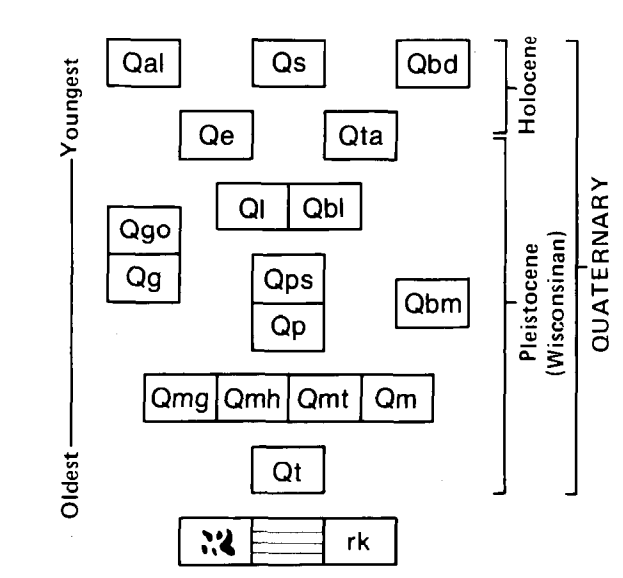 Qal Qs Qbd
Qe Qta
Ql Qbl
Qgo
Qg
Qps
Qp
Qbm
Qmg Qmh Qmt Qm
Qt
rk
Youngest
Oldest
Holocene
Pleistocene
(Wisconsinan)
QUATERNARY